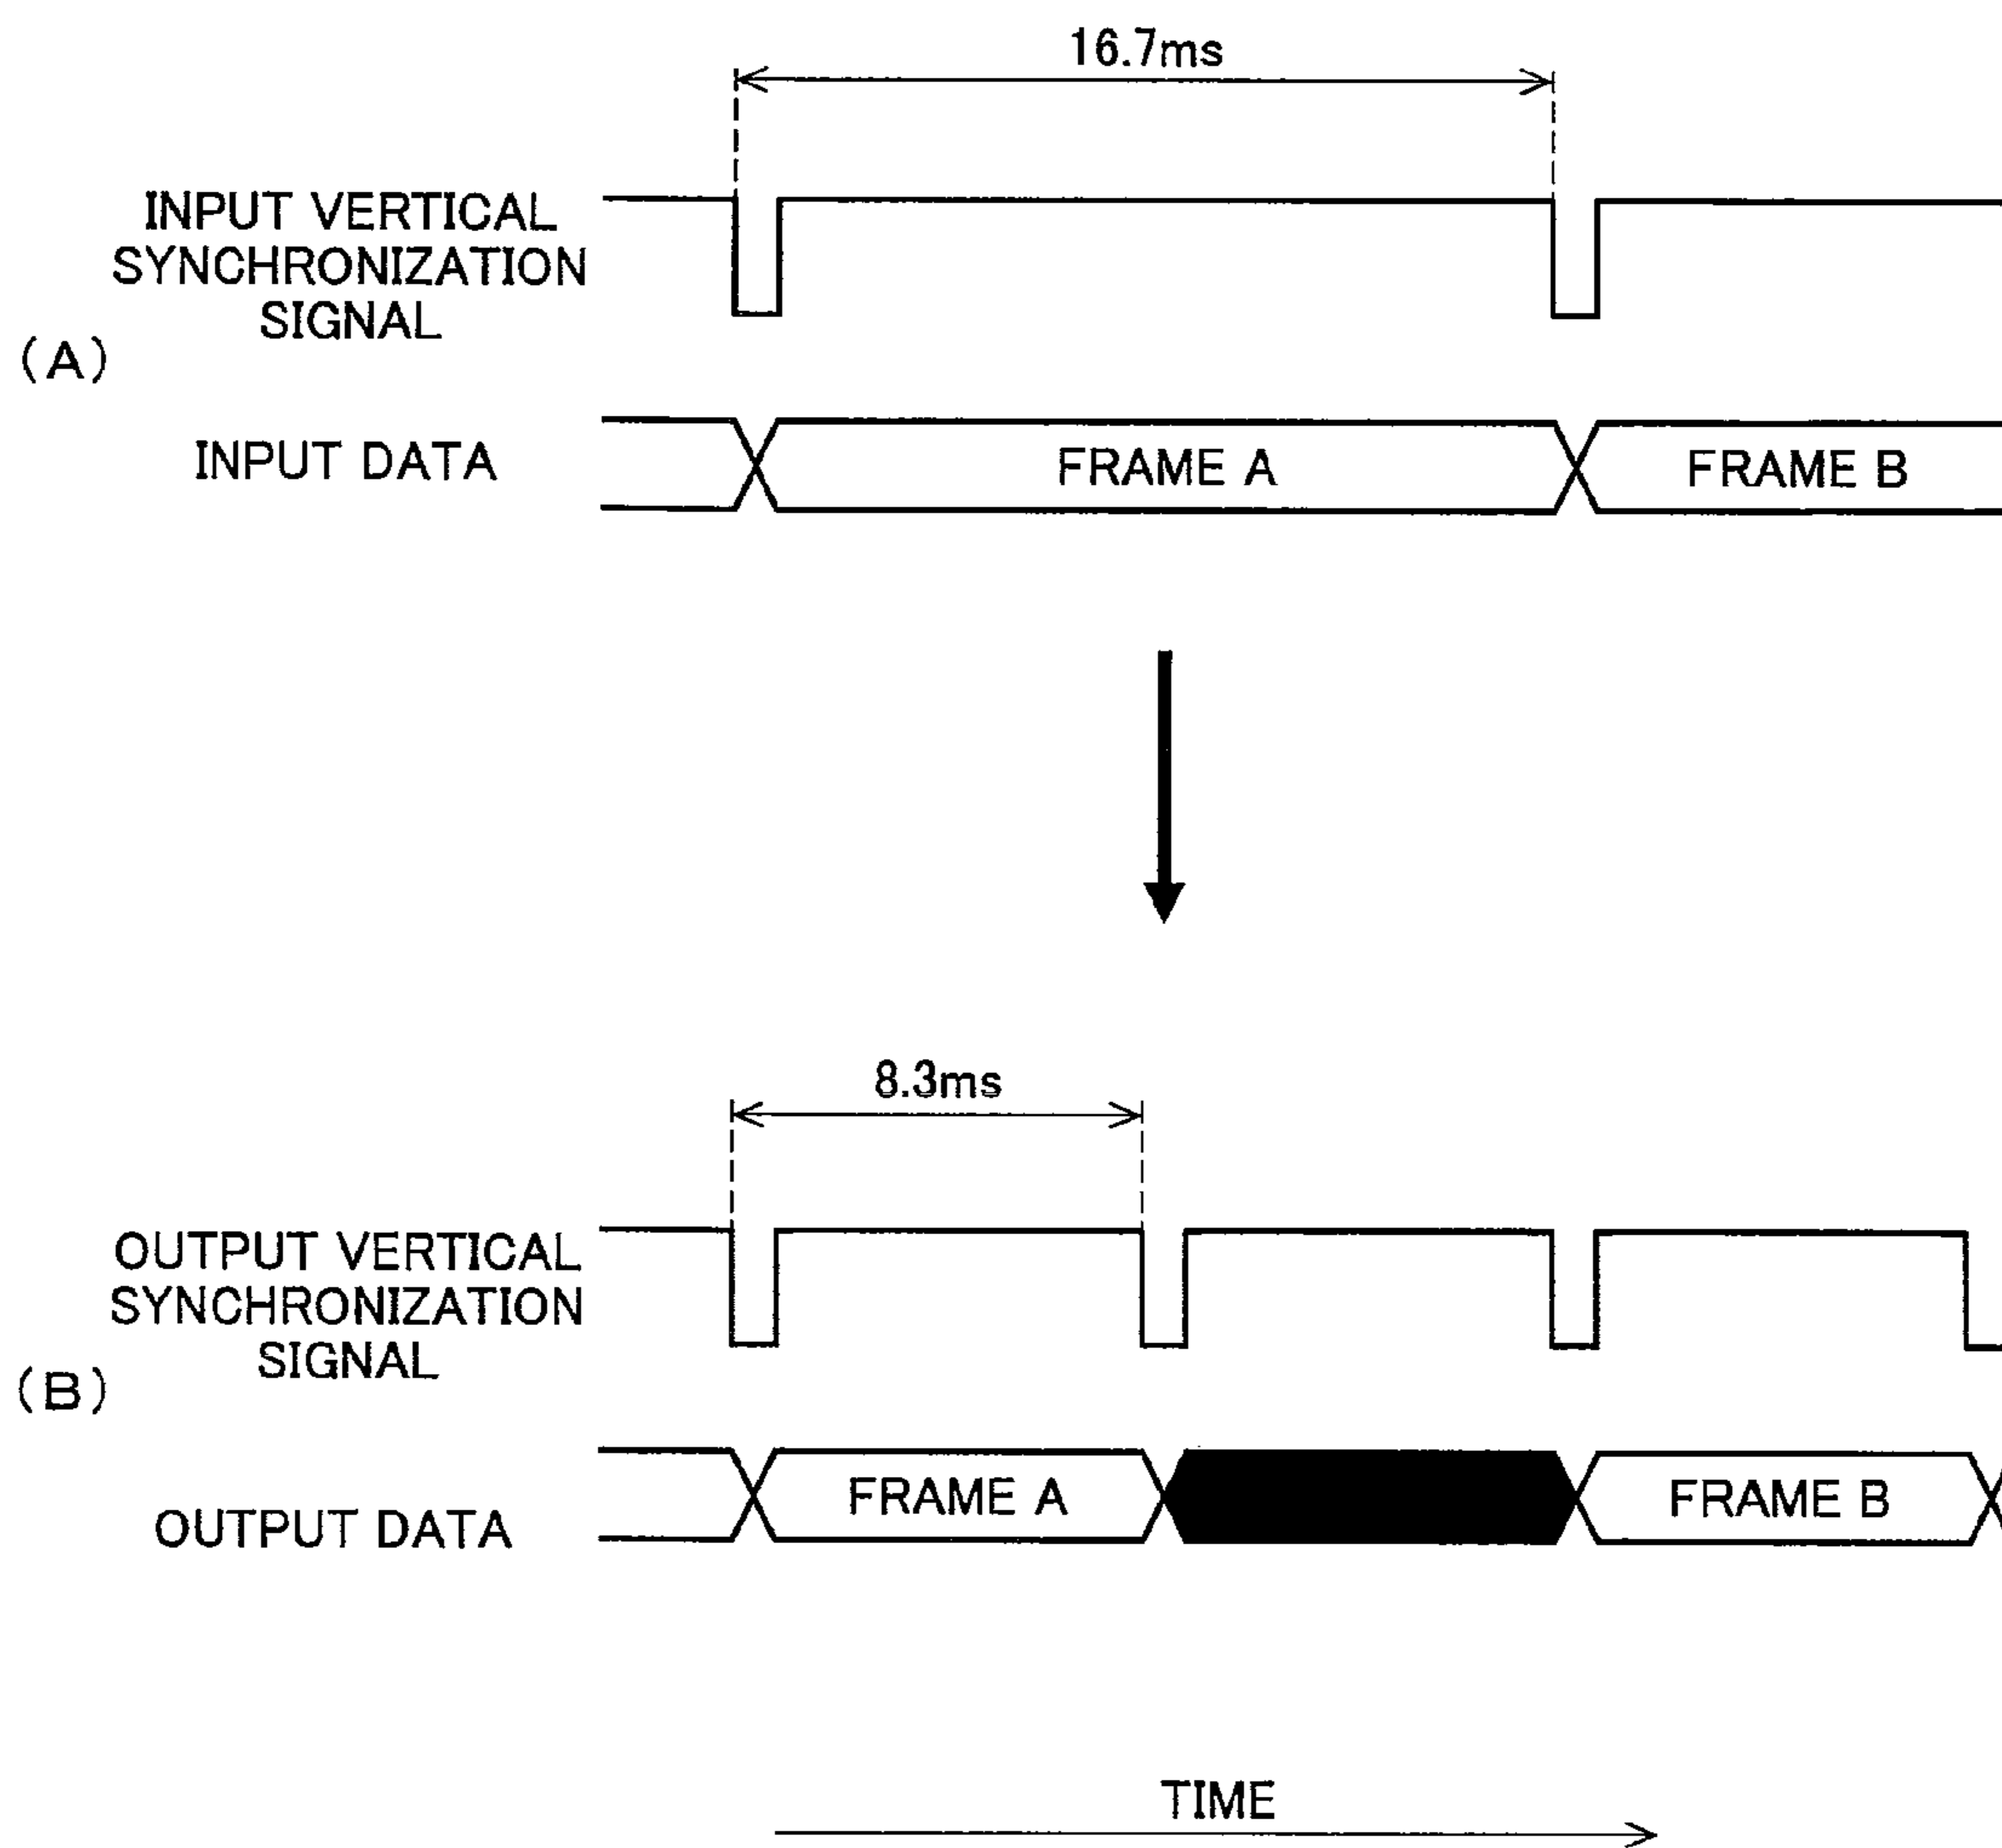 16.7ms
INPUT VERTICAL
SYNCHRONIZATION
SIGNAL
(A)
INPUT DATA
FRAME A
FRAME B
8.3ms
OUTPUT VERTICAL
SYNCHRONIZATION
SIGNAL
(B)
OUTPUT DATA
FRAME A
FRAME B
TIME